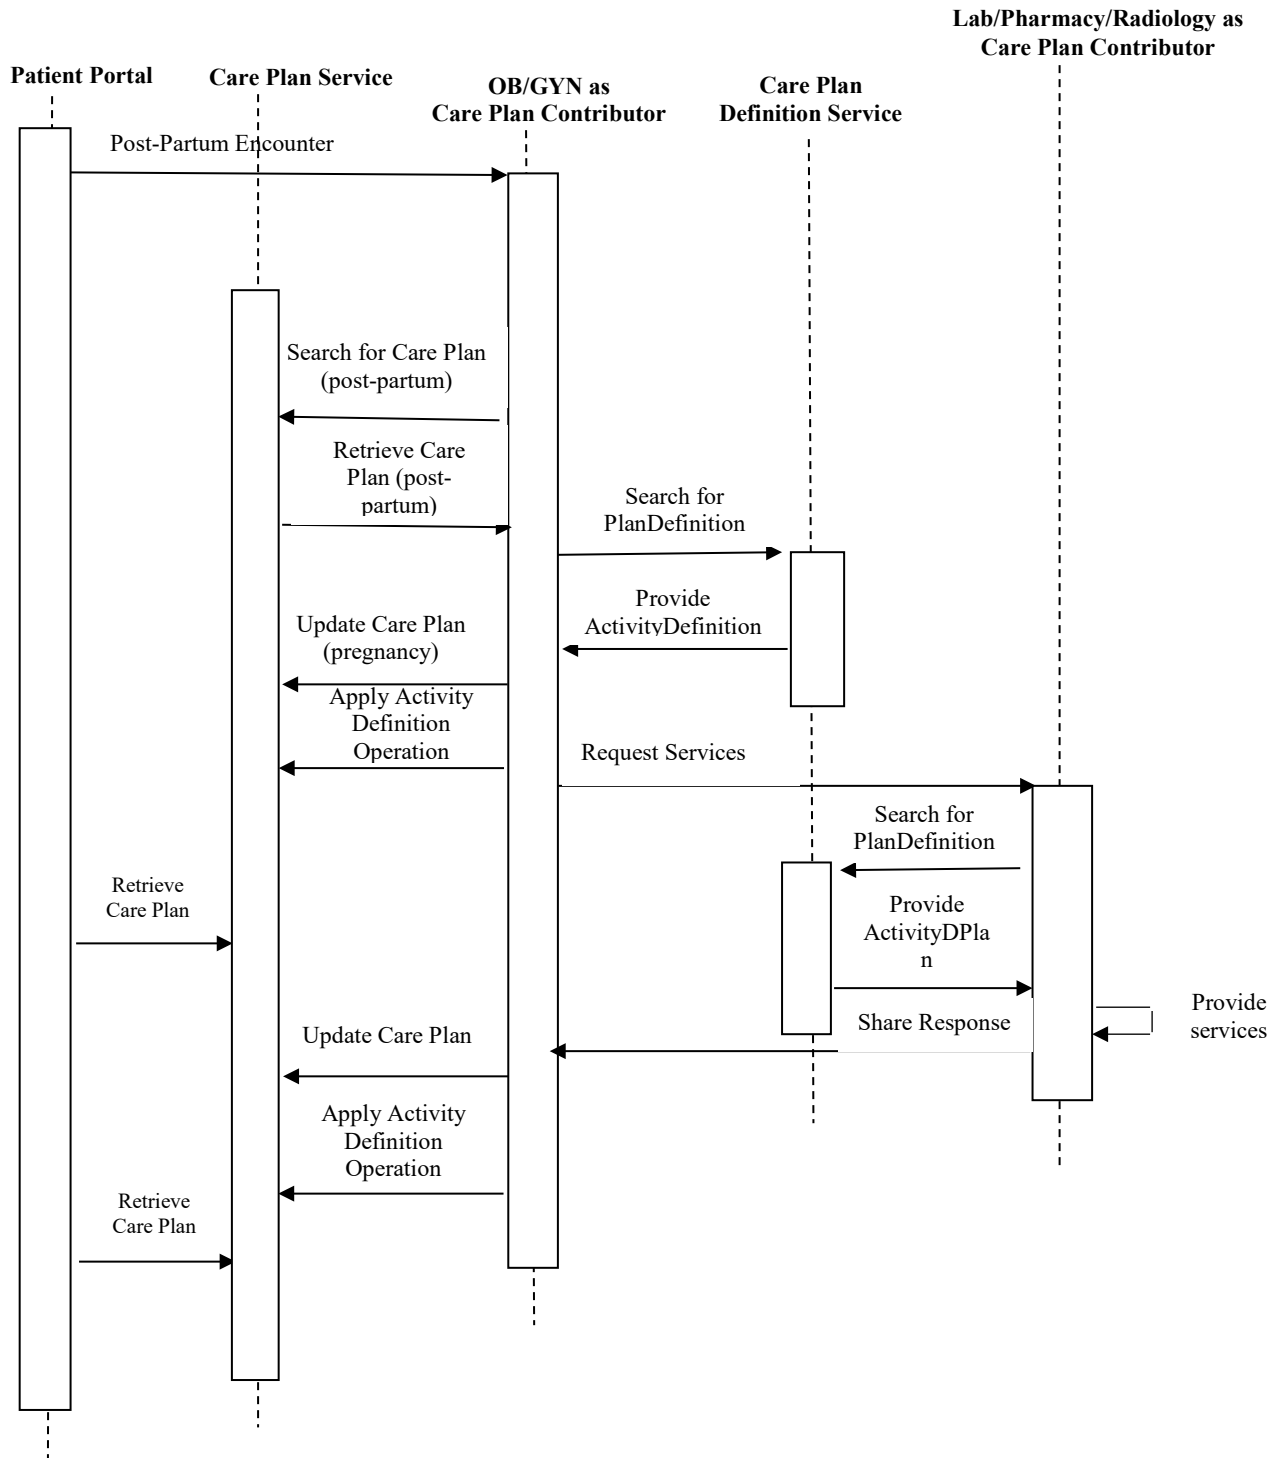 Lab/Pharmacy/Radiology as
Care Plan Contributor
Patient Portal
Care Plan Service
OB/GYN as
Care Plan Contributor
Care Plan
Definition Service
Post-Partum Encounter
Search for Care Plan
(post-partum)
Retrieve Care
Plan (post-
partum)
Search for
PlanDefinition
Provide
ActivityDefinition
Update Care Plan
(pregnancy)
Apply Activity
Definition
Operation
Request Services
Search for
PlanDefinition
Retrieve
Care Plan
Provide
ActivityDPla
n
Provide
services
Share Response
Update Care Plan
Apply Activity
Definition
Operation
Retrieve
Care Plan